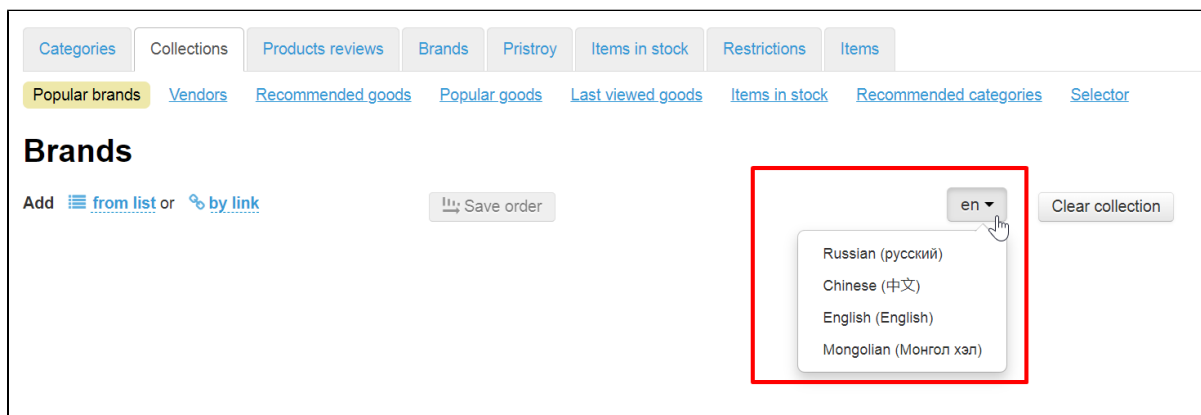 Categories Collections Products reviews Brands Pristroy Items in stock Restrictions Items
Popular brands Vendors Recommended goods Popular goods Last viewed goods Items in stock Recommended categories Selector
Brands
Add from list or by link Save order en Clear collection
Russian (русский)
Chinese (中文)
English (English)
Mongolian (Монгол хэл)